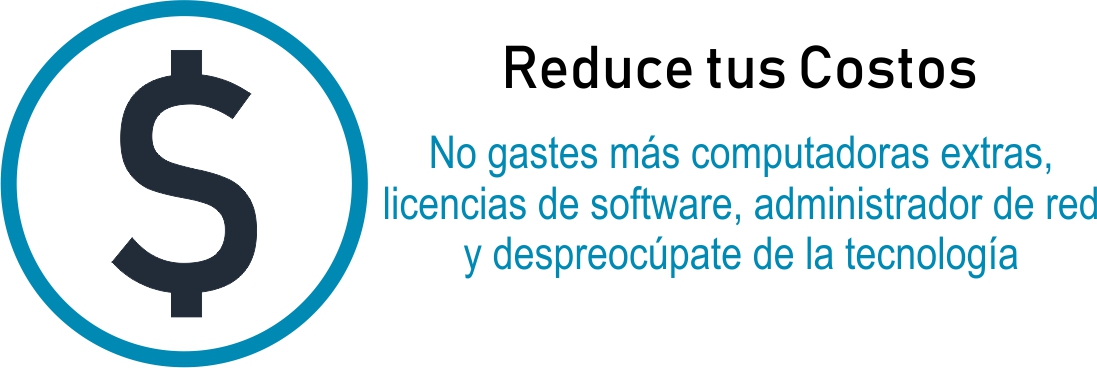 Reduce tus Costos
No gastes más computadoras extras,
licencias de software, administrador de red
y despreocúpate de la tecnología